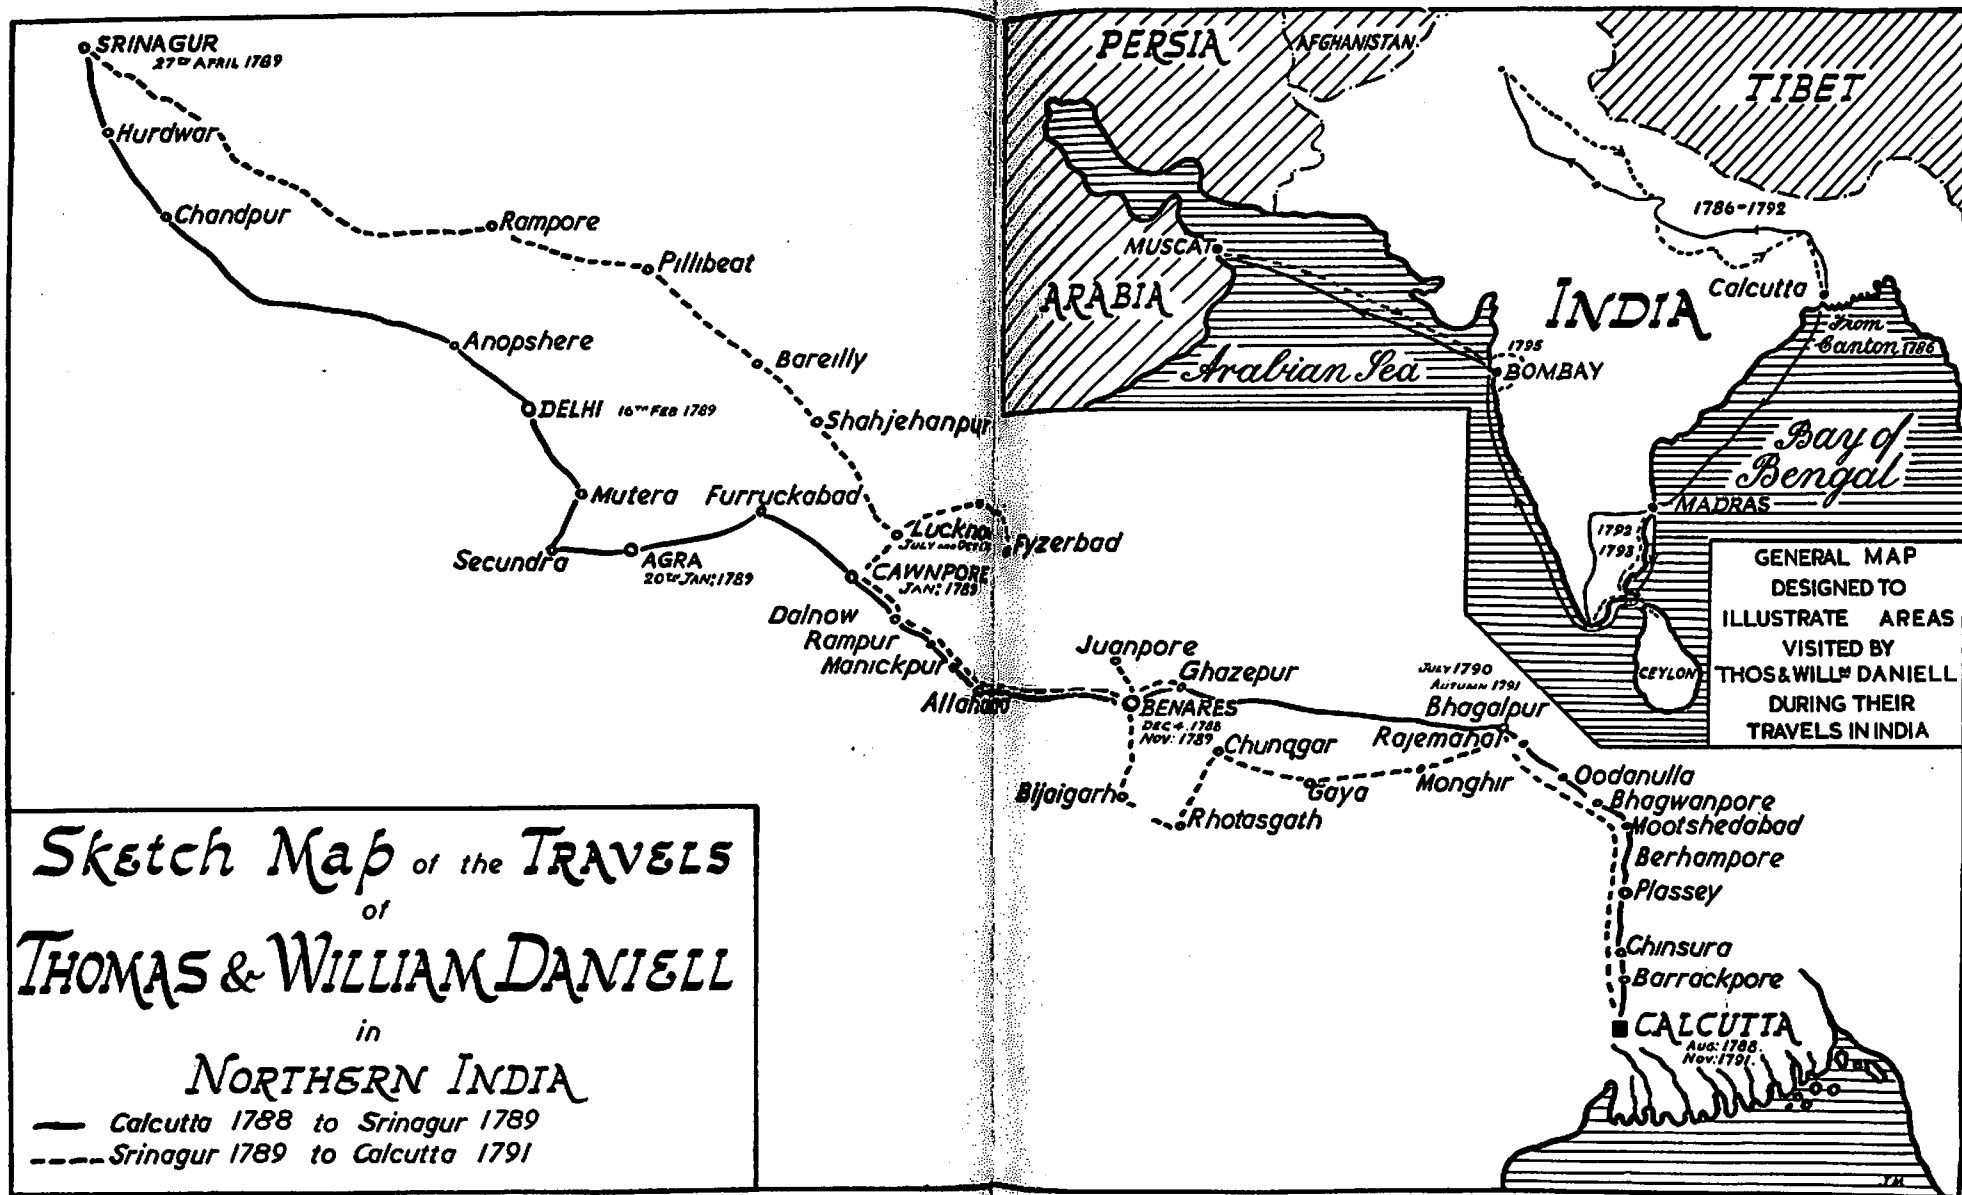 SRINAGUR
27TH APRIL 1789
Hurdwar
Chandpur
Rampore
Pillibeat
Anopshere
Bareilly
DELHI 16TH FEB 1789
Shahjehanpur
Mutera
Furruckabad
Secundra
AGRA
20TH JAN: 1789
Lucknow
JULY AND OCT
Fyzerbad
CAWNPORE
JAN: 1789
Dalnow
Rampur
Manickpur
Allahabad
Juanpore
Ghazepur
BENARES
DEC 4. 1788
NOV: 1789
Chunagar
Bijaigarh
Rhotasgath
Gaya
Monghir
JULY 1790
AUTUMN 1791
Bhagalpur
Rajemahal
Oodanulla
Bhagwanpore
Mootshedabad
Berhampore
Plassey
Chinsura
Barrackpore
CALCUTTA
AUG: 1788.
NOV: 1791.
J.M.
PERSIA
AFGHANISTAN
TIBET
MUSCAT
ARABIA
1786-1792
Calcutta
INDIA
From
Canton 1786
Arabian Sea
1795
BOMBAY
Bay of
Bengal
MADRAS
1792
1793
CEYLON
GENERAL MAP
DESIGNED TO
ILLUSTRATE AREAS
VISITED BY
THOS & WILLM DANIELL
DURING THEIR
TRAVELS IN INDIA
Sketch Map of the TRAVELS
of
THOMAS & WILLIAM DANIELL
in
NORTHERN INDIA
Calcutta 1788 to Srinagur 1789
Srinagur 1789 to Calcutta 1791